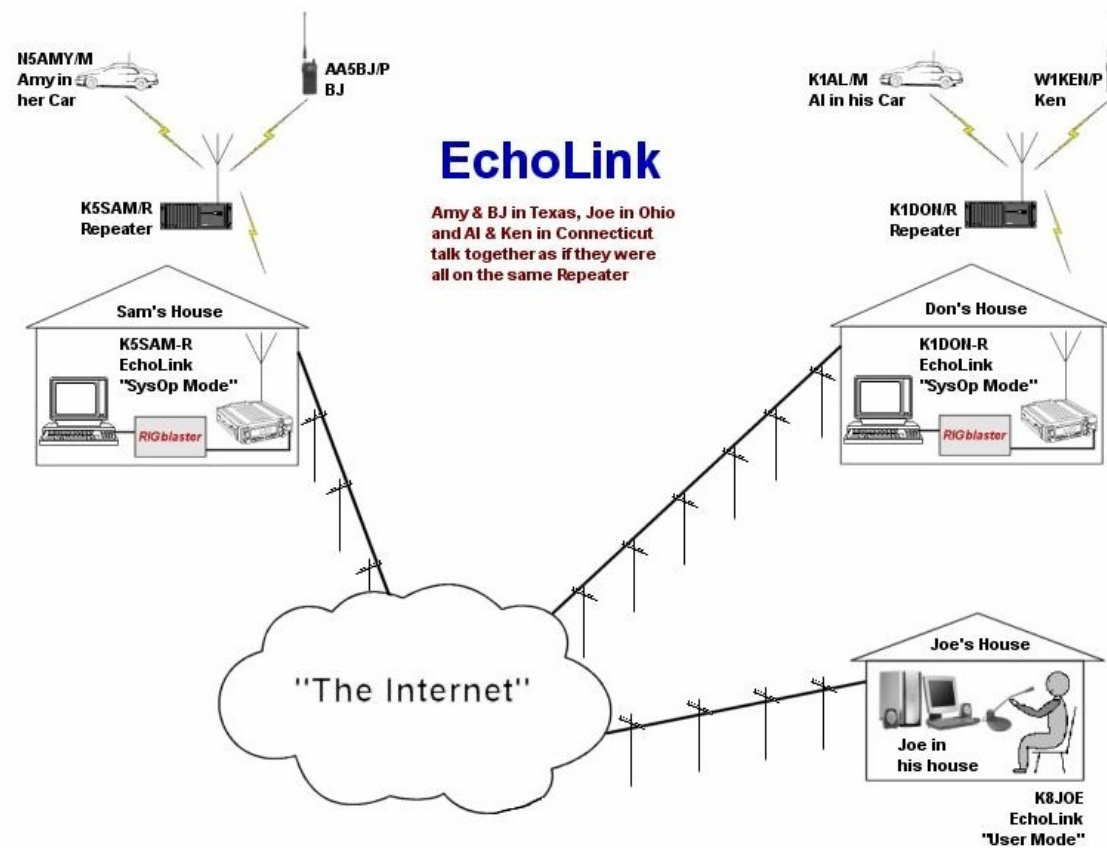 N5AMY/M
Amy in
her Car
AA5BJ/P
BJ
K1AL/M
Al in his Car
W1KEN/P
Ken
EchoLink
Amy & BJ in Texas, Joe in Ohio
and Al & Ken in Connecticut
talk together as if they were
all on the same Repeater
K5SAM/R
Repeater
K1DON/R
Repeater
Sam's House
K5SAM-R
EchoLink
"SysOp Mode"
RIGblaster
Don's House
K1DON-R
EchoLink
"SysOp Mode"
RIGblaster
"The Internet"
Joe's House
Joe in
his house
K8JOE
EchoLink
"User Mode"